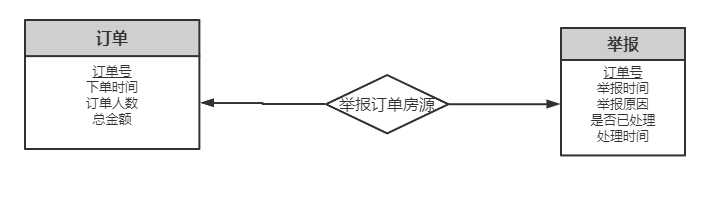 订单
订单号
下单时间
订单人数
总金额
举报订单房源
举报
订单号
举报时间
举报原因
是否已处理
处理时间